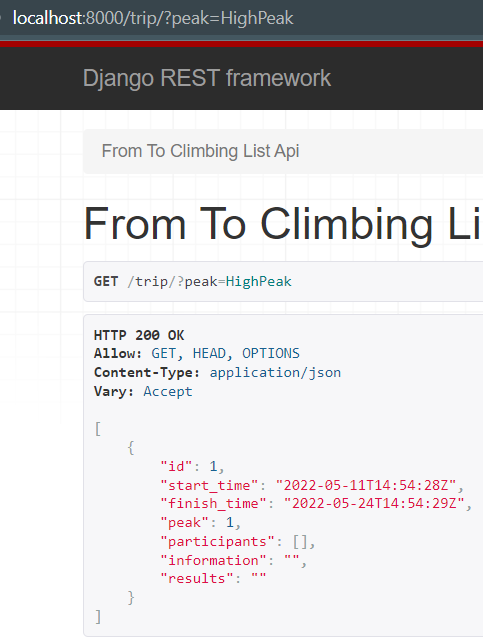 localhost:8000/trip/?peak=HighPeak
Django REST framework
From To Climbing List Api
From To Climbing Li
GET /trip/?peak=HighPeak
HTTP 200 OK
Allow: GET, HEAD, OPTIONS
Content-Type: application/json
Vary: Accept
[
    {
        "id": 1,
        "start_time": "2022-05-11T14:54:28Z",
        "finish_time": "2022-05-24T14:54:29Z",
        "peak": 1,
        "participants": [],
        "information": "",
        "results": ""
    }
]